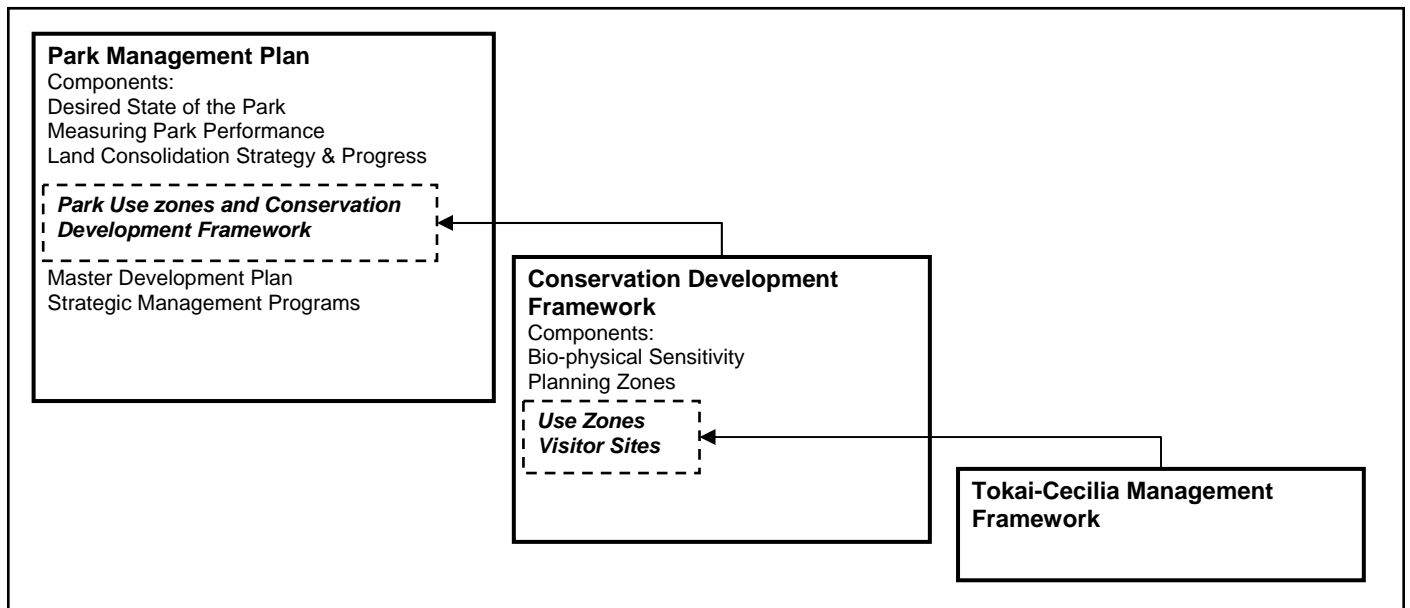 Park Management Plan
Components:
Desired State of the Park
Measuring Park Performance
Land Consolidation Strategy & Progress
Park Use zones and Conservation
Development Framework
Master Development Plan
Strategic Management Programs
Conservation Development
Framework
Components:
Bio-physical Sensitivity
Planning Zones
Use Zones
Visitor Sites
Tokai-Cecilia Management
Framework